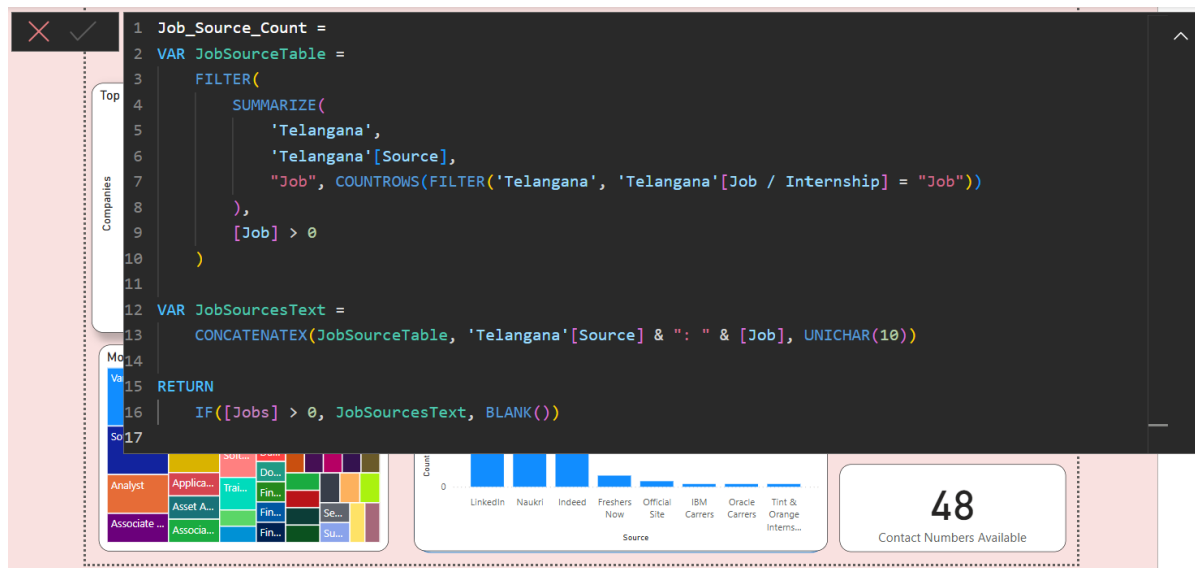 1 Job_Source_Count =
2 VAR JobSourceTable =
3 FILTER(
Top
4 SUMMARIZE(
5 'Telangana',
6 'Telangana'[Source],
7 "Job", COUNTROWS(FILTER('Telangana', 'Telangana'[Job / Internship] = "Job"))
Companies
8 ),
9 [Job] > 0
10 )
11
12 VAR JobSourcesText =
13 CONCATENATEX(JobSourceTable, 'Telangana'[Source] & ": " & [Job], UNICHAR(10))
Mo
14
Va
15 RETURN
16 IF([Jobs] > 0, JobSourcesText, BLANK())
So
17
Do...
Analyst
Applica...
Trai...
Fin...
Asset A...
Fin...
Se...
Associate ...
Associa...
Fin...
Su...
Count
0
LinkedIn Naukri Indeed Freshers Now Official Site IBM Carrers Oracle Carrers Tint & Orange Interns...
Source
48
Contact Numbers Available